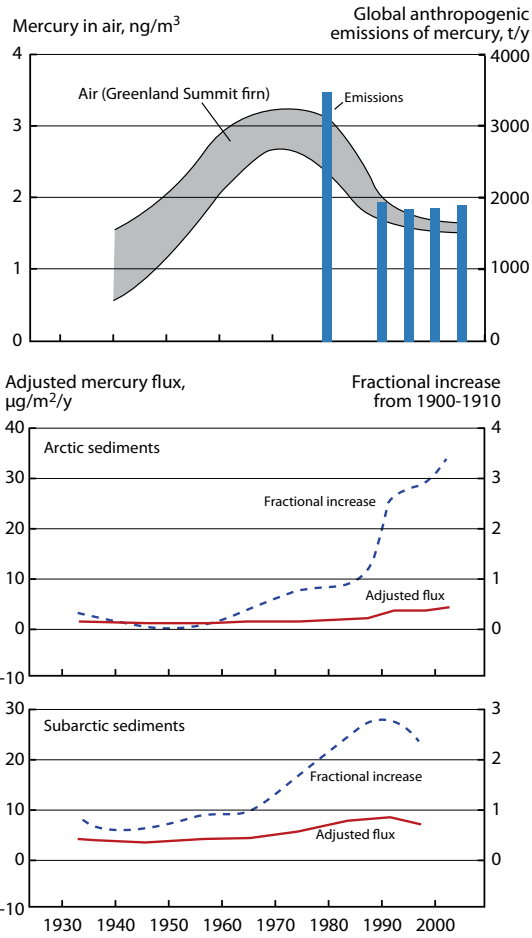 Mercury in air, ng/m3
Global anthropogenic
emissions of mercury, t/y
4
4000
Air (Greenland Summit firn)
Emissions
3
3000
2
2000
1
1000
0
0
Adjusted mercury flux,
µg/m2/y
Fractional increase
from 1900-1910
40
4
Arctic sediments
30
3
Fractional increase
20
2
10
1
Adjusted flux
0
0
-10
30
3
Subarctic sediments
20
2
Fractional increase
10
1
Adjusted flux
0
0
-10
1930 1940 1950 1960 1970 1980 1990 2000